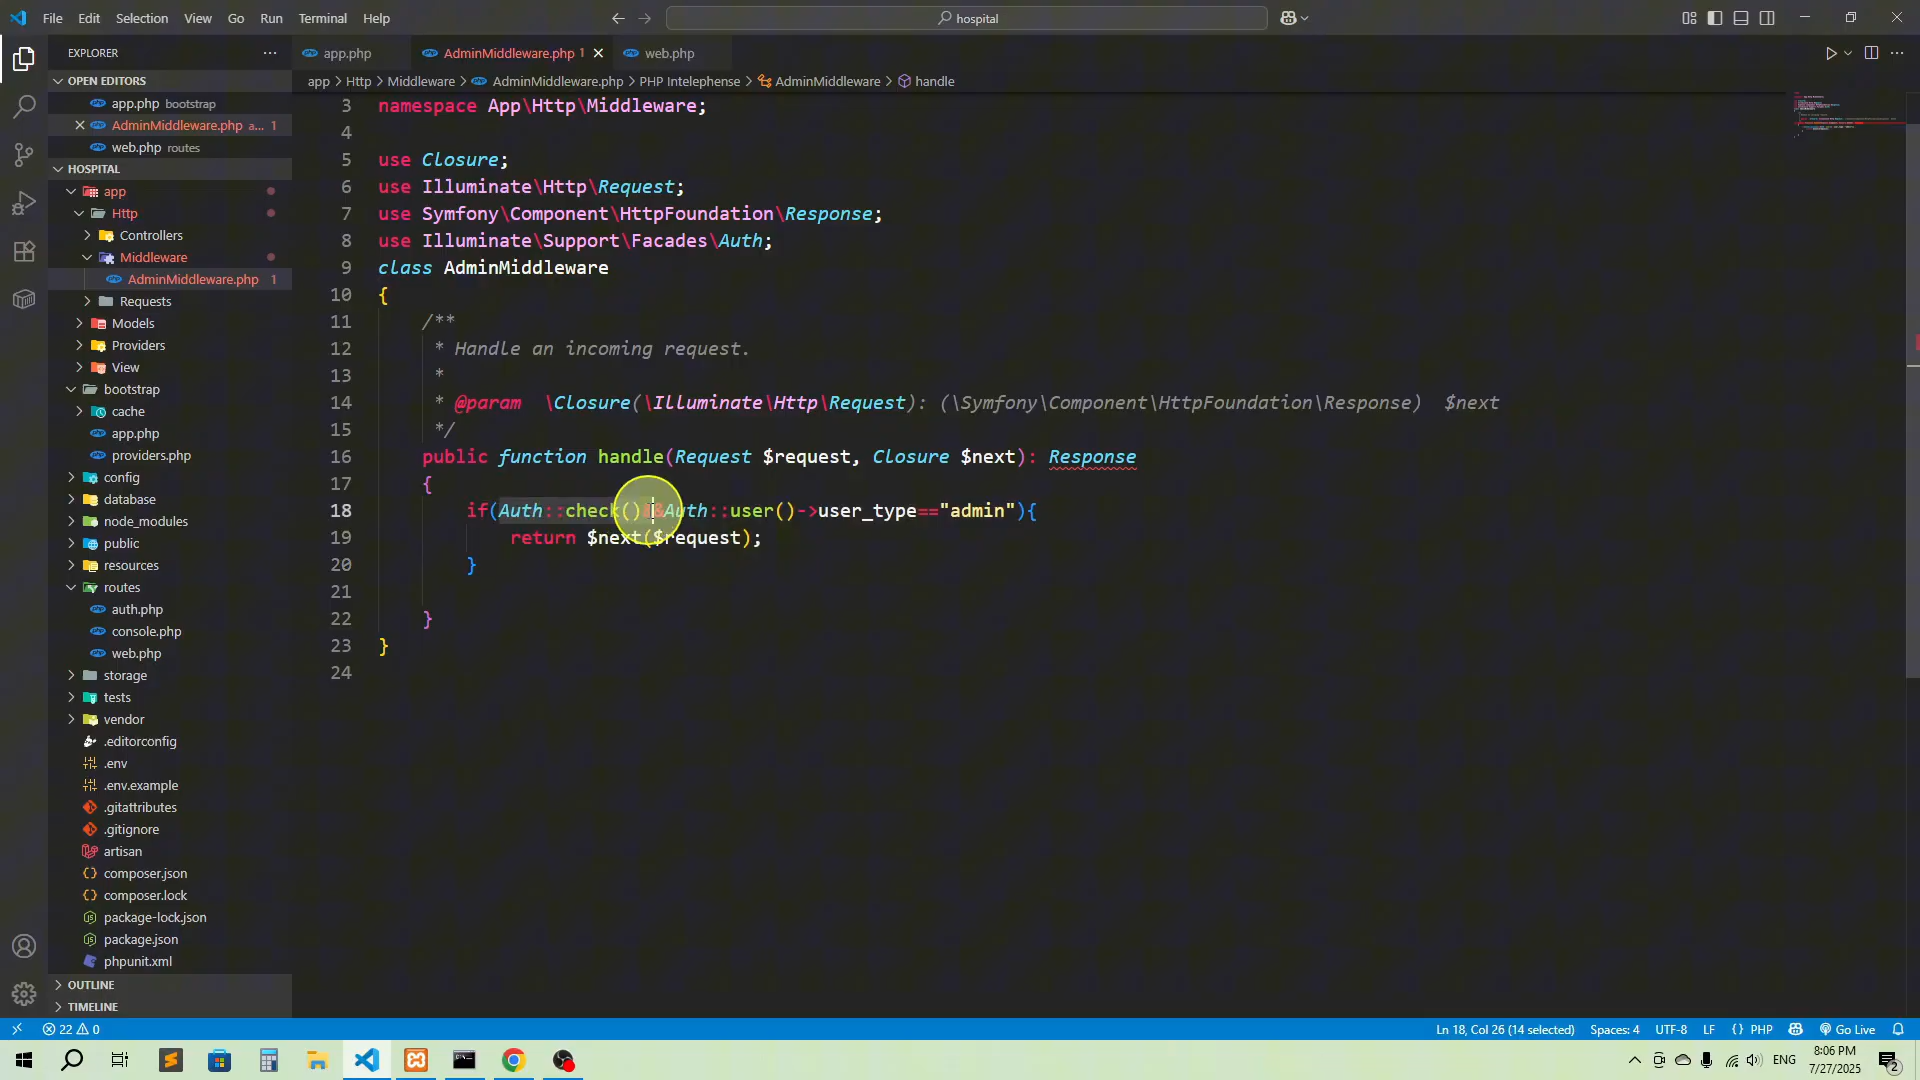 File Edit Selection View Go Run Terminal Help
hospital
EXPLORER
app.php
AdminMiddleware.php 1
web.php
OPEN EDITORS
app.php bootstrap
AdminMiddleware.php a... 1
web.php routes
app > Http > Middleware > AdminMiddleware.php > PHP Intelephense > AdminMiddleware > handle
HOSPITAL
app
Http
Controllers
Middleware
AdminMiddleware.php 1
Requests
Models
Providers
View
bootstrap
cache
app.php
providers.php
config
database
node_modules
public
resources
routes
auth.php
console.php
web.php
storage
tests
vendor
.editorconfig
.env
.env.example
.gitattributes
.gitignore
artisan
composer.json
composer.lock
package-lock.json
package.json
phpunit.xml
OUTLINE
TIMELINE
3 namespace App\Http\Middleware;
4
5 use Closure;
6 use Illuminate\Http\Request;
7 use Symfony\Component\HttpFoundation\Response;
8 use Illuminate\Support\Facades\Auth;
9 class AdminMiddleware
10 {
11 /**
12 * Handle an incoming request.
13 *
14 * @param \Closure(\Illuminate\Http\Request): (\Symfony\Component\HttpFoundation\Response) $next
15 */
16 public function handle(Request $request, Closure $next): Response
17 {
18 if(Auth::check()&&Auth::user()->user_type=="admin"){
19 return $next($request);
20 }
21
22 }
23 }
24
22 0
Ln 18, Col 26 (14 selected) Spaces: 4 UTF-8 LF {} PHP Go Live
ENG
8:06 PM
7/27/2025
2